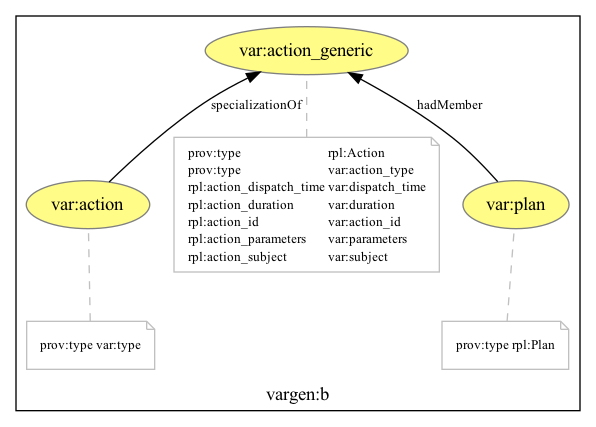 var:action_generic
specializationOf
hadMember
prov:type rpl:Action
prov:type var:action_type
rpl:action_dispatch_time var:dispatch_time
rpl:action_duration var:duration
rpl:action_id var:action_id
rpl:action_parameters var:parameters
rpl:action_subject var:subject
var:action
var:plan
prov:type var:type
prov:type rpl:Plan
vargen:b